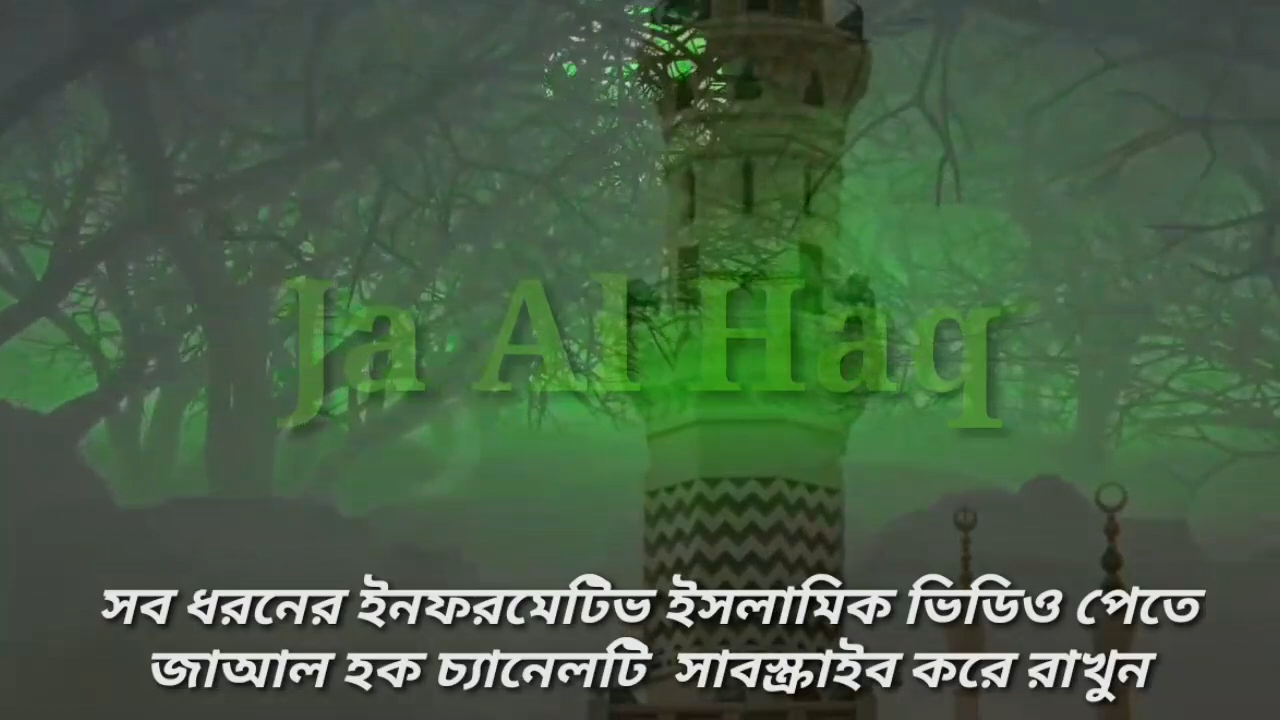 Ja Al Haq
সব ধরনের ইনফরমেটিভ ইসলামিক ভিডিও পেতে
জাআল হক চ্যানেলটি সাবস্ক্রাইব করে রাখুন